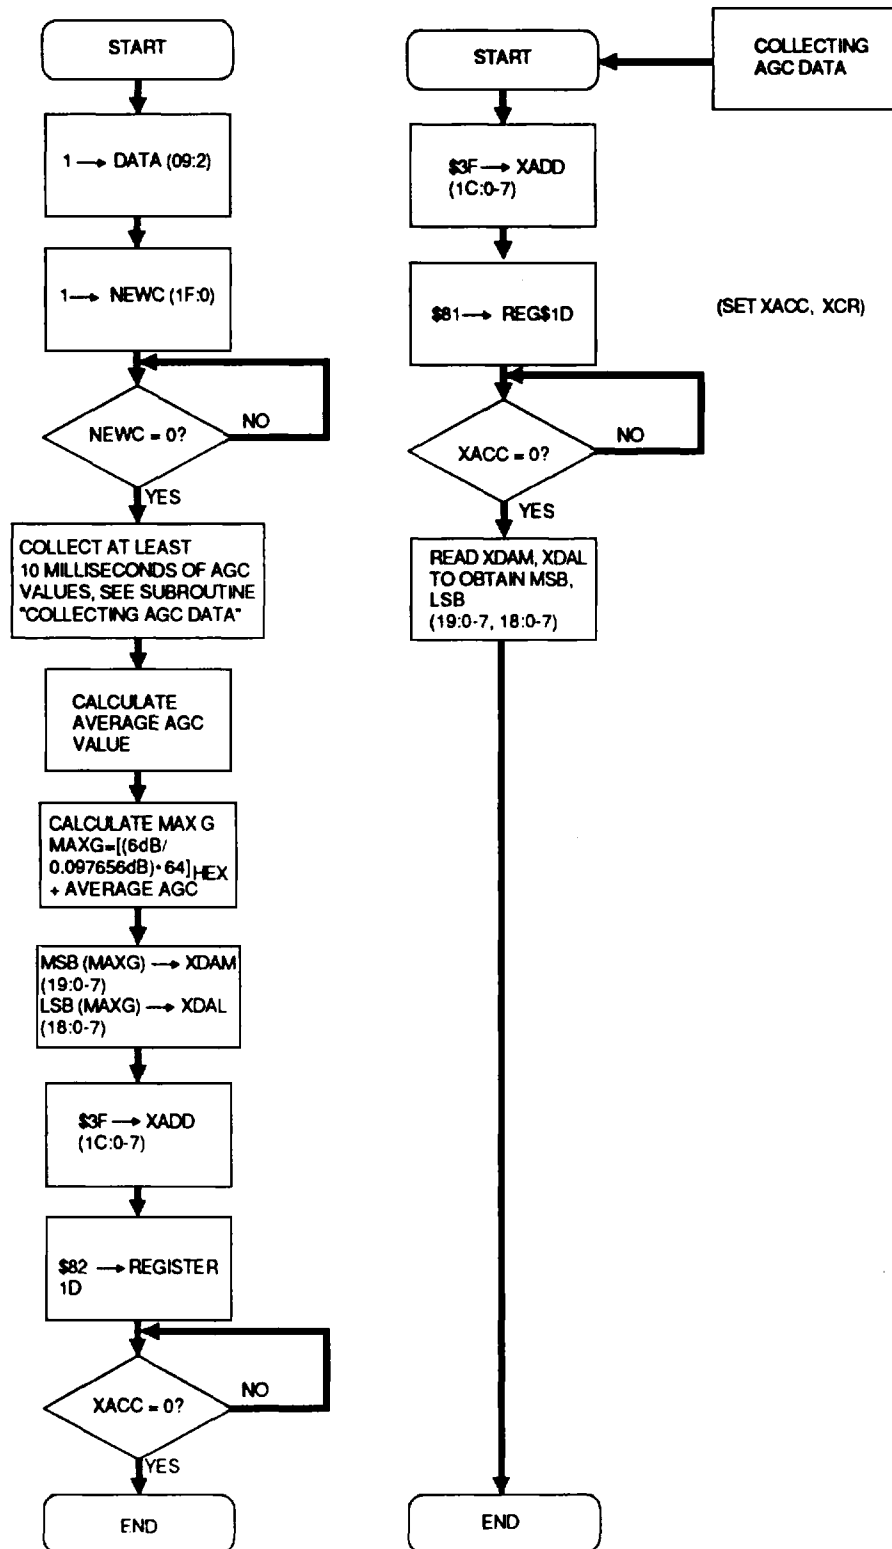 START
1 → DATA (09:2)
1 → NEWC (1F:0)
NEWC = 0?
NO
YES
COLLECT AT LEAST
10 MILLISECONDS OF AGC
VALUES, SEE SUBROUTINE
"COLLECTING AGC DATA"
CALCULATE
AVERAGE AGC
VALUE
CALCULATE MAX G
MAXG=[(6dB/
0.097656dB)• 64]HEX
+ AVERAGE AGC
MSB (MAXG) → XDAM
(19:0-7)
LSB (MAXG) → XDAL
(18:0-7)
$3F → XADD
(1C:0-7)
$82 → REGISTER
1D
XACC = 0?
NO
YES
END
START
COLLECTING
AGC DATA
$3F → XADD
(1C:0-7)
$81 → REG$1D
(SET XACC, XCR)
XACC = 0?
NO
YES
READ XDAM, XDAL
TO OBTAIN MSB,
LSB
(19:0-7, 18:0-7)
END